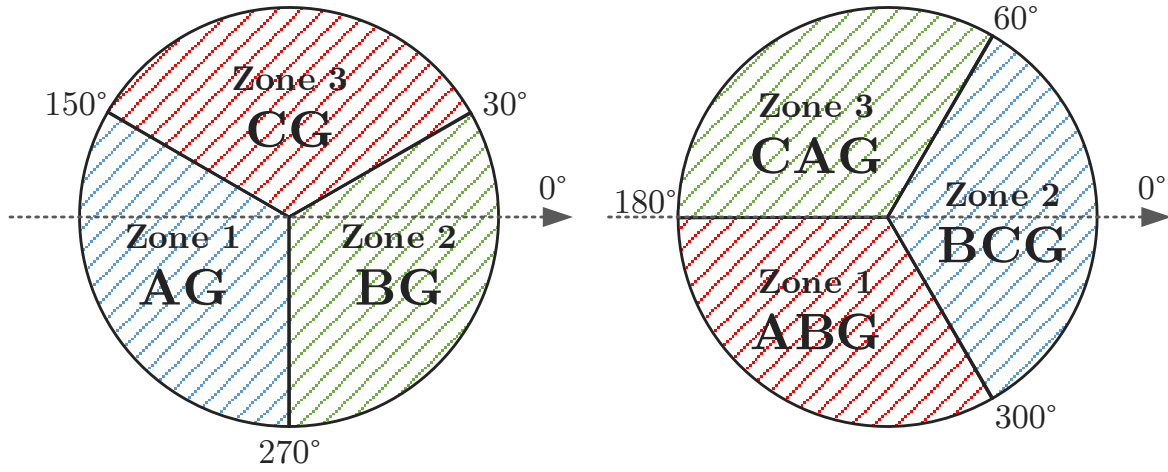 Zone 3
CG
150°
30°
0°
Zone 1
AG
Zone 2
BG
270°
60°
Zone 3
CAG
180°
0°
Zone 2
BCG
Zone 1
ABG
300°